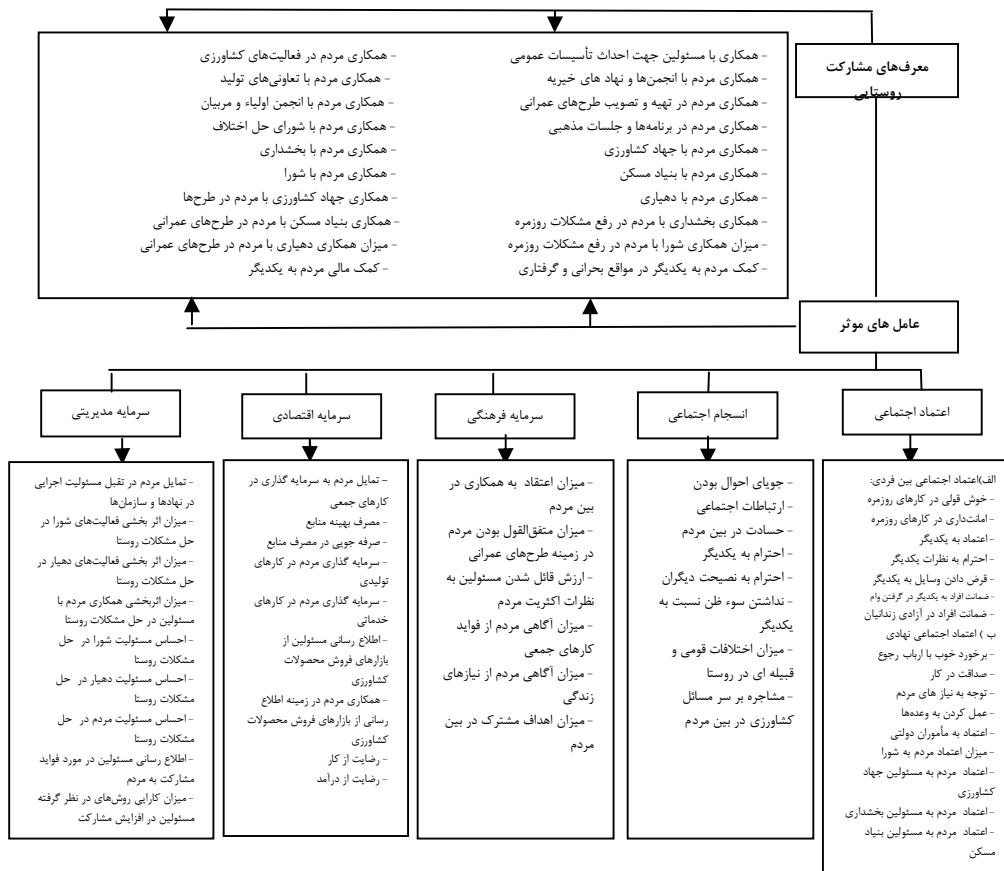 معرف‌های مشارکت
روستایی
- همکاری با مسئولین جهت احداث تأسیسات عمومی
- همکاری مردم با انجمن‌ها و نهاد های خیریه
- همکاری مردم در تهیه و تصویب طرح‌های عمرانی
- همکاری مردم در برنامه‌ها و جلسات مذهبی
- همکاری مردم با جهاد کشاورزی
- همکاری مردم با بنیاد مسکن
- همکاری مردم با دهیاری
- همکاری بخشداری با مردم در رفع مشکلات روزمره
- میزان همکاری شورا با مردم در رفع مشکلات روزمره
- کمک مردم به یکدیگر در مواقع بحرانی و گرفتاری
- همکاری مردم در فعالیت‌های کشاورزی
- همکاری مردم با تعاونی‌های تولید
- همکاری مردم با انجمن اولیاء و مربیان
- همکاری مردم با شورای حل اختلاف
- همکاری مردم با بخشداری
- همکاری مردم با شورا
- همکاری جهاد کشاورزی با مردم در طرح‌ها
- همکاری بنیاد مسکن با مردم در طرح‌های عمرانی
- میزان همکاری دهیاری با مردم در طرح‌های عمرانی
- کمک مالی مردم به یکدیگر
عامل های موثر
اعتماد اجتماعی
الف)اعتماد اجتماعی بین فردی:
- خوش قولی در کارهای روزمره
- امانت‌داری در کارهای روزمره
- اعتماد به یکدیگر
- احترام به نظرات یکدیگر
- قرض دادن وسایل به یکدیگر
- ضمانت افراد به یکدیگر در گرفتن وام
- ضمانت افراد در آزادی زندانیان
ب ) اعتماد اجتماعی نهادی
- برخورد خوب با ارباب رجوع
- صداقت در کار
- توجه به نیاز های مردم
- عمل کردن به وعده‌ها
- اعتماد به مأموران دولتی
- میزان اعتماد مردم به شورا
- اعتماد مردم به مسئولین جهاد
کشاورزی
- اعتماد مردم به مسئولین بخشداری
- اعتماد مردم به مسئولین بنیاد
مسکن
انسجام اجتماعی
- جویای احوال بودن
- ارتباطات اجتماعی
- حسادت در بین مردم
- احترام به یکدیگر
- احترام به نصیحت دیگران
- نداشتن سوء ظن نسبت به
یکدیگر
- میزان اختلافات قومی و
قبیله ای در روستا
- مشاجره بر سر مسائل
کشاورزی در بین مردم
سرمایه فرهنگی
- میزان اعتقاد به همکاری در
بین مردم
- میزان متفق‌القول بودن مردم
در زمینه طرح‌های عمرانی
- ارزش قائل شدن مسئولین به
نظرات اکثریت مردم
- میزان آگاهی مردم از فواید
کارهای جمعی
- میزان آگاهی مردم از نیازهای
زندگی
- میزان اهداف مشترک در بین
مردم
سرمایه اقتصادی
- تمایل مردم به سرمایه گذاری در
کارهای جمعی
- مصرف بهینه منابع
- صرفه جویی در مصرف منابع
- سرمایه گذاری مردم در کارهای
تولیدی
- سرمایه گذاری مردم در کارهای
خدماتی
- اطلاع رسانی مسئولین از
بازارهای فروش محصولات
کشاورزی
- همکاری مردم در زمینه اطلاع
رسانی از بازارهای فروش محصولات
کشاورزی
- رضایت از کار
- رضایت از درآمد
سرمایه مدیریتی
- تمایل مردم در تقبل مسئولیت اجرایی
در نهادها و سازمان‌ها
- میزان اثر بخشی فعالیت‌های شورا در
حل مشکلات روستا
- میزان اثر بخشی فعالیت‌های دهیار در
حل مشکلات روستا
- میزان اثربخشی همکاری مردم با
مسئولین در حل مشکلات روستا
- احساس مسئولیت شورا در حل
مشکلات روستا
- احساس مسئولیت دهیار در حل
مشکلات روستا
- احساس مسئولیت مردم در حل
مشکلات روستا
- اطلاع رسانی مسئولین در مورد فواید
مشارکت به مردم
- میزان کارایی روش‌های در نظر گرفته
مسئولین در افزایش مشارکت